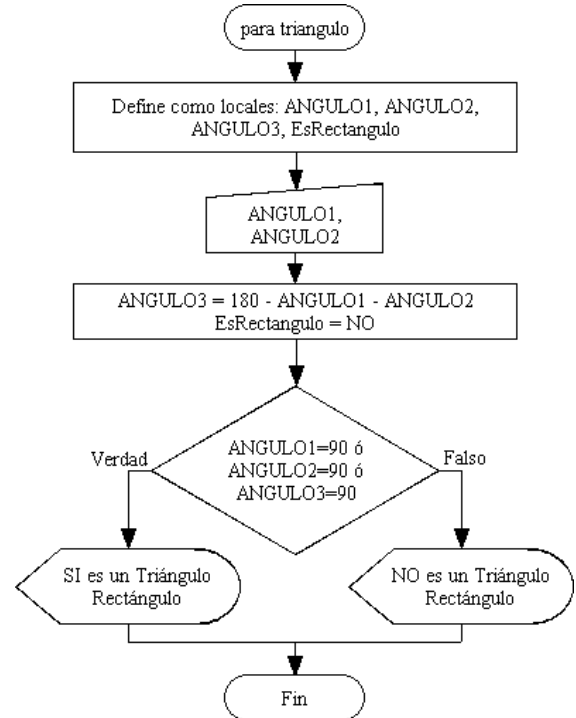 para triangulo
Define como locales: ANGULO1, ANGULO2,
ANGULO3, EsRectangulo
ANGULO1,
ANGULO2
ANGULO3 = 180 - ANGULO1 - ANGULO2
EsRectangulo = NO
ANGULO1=90 ó
ANGULO2=90 ó
ANGULO3=90
Verdad
Falso
SI es un Triángulo
Rectángulo
NO es un Triángulo
Rectángulo
Fin